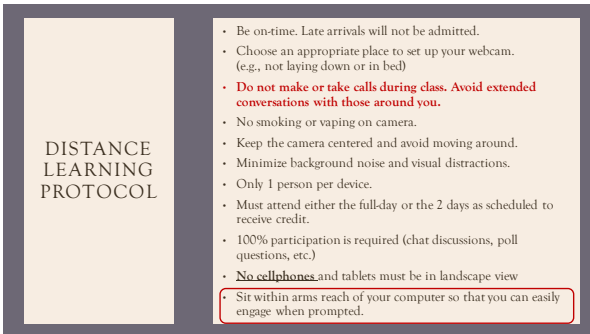 DISTANCE
LEARNING
PROTOCOL
• Be on-time. Late arrivals will not be admitted.
• Choose an appropriate place to set up your webcam.
(e.g., not laying down or in bed)
• Do not make or take calls during class. Avoid extended
conversations with those around you.
• No smoking or vaping on camera.
• Keep the camera centered and avoid moving around.
• Minimize background noise and visual distractions.
• Only 1 person per device.
• Must attend either the full-day or the 2 days as scheduled to
receive credit.
• 100% participation is required (chat discussions, poll
questions, etc.)
• No cellphones and tablets must be in landscape view
• Sit within arms reach of your computer so that you can easily
engage when prompted.